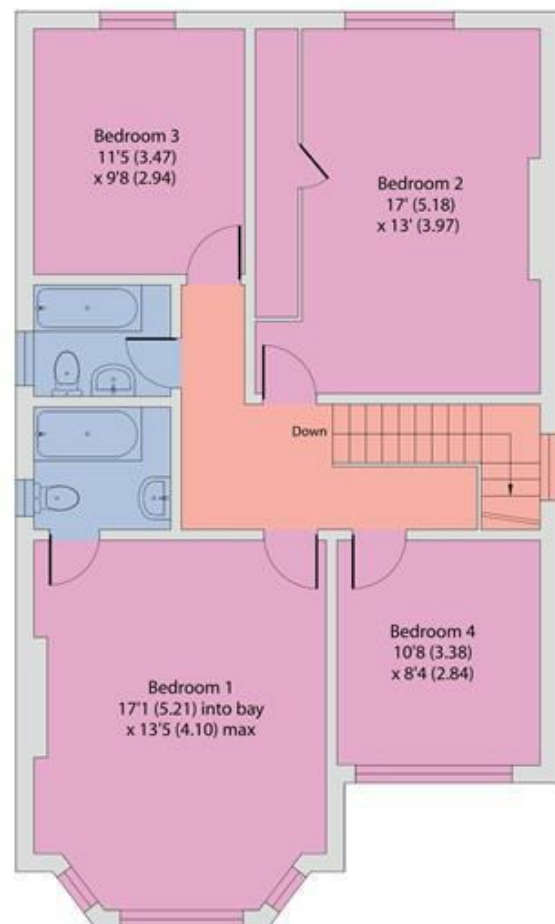 Bedroom 3
11'5 (3.47)
x 9'8 (2.94)
Bedroom 2
17' (5.18)
x 13' (3.97)
Down
Bedroom 1
17'1 (5.21) into bay
x 13'5 (4.10) max
Bedroom 4
10'8 (3.38)
x 8'4 (2.84)